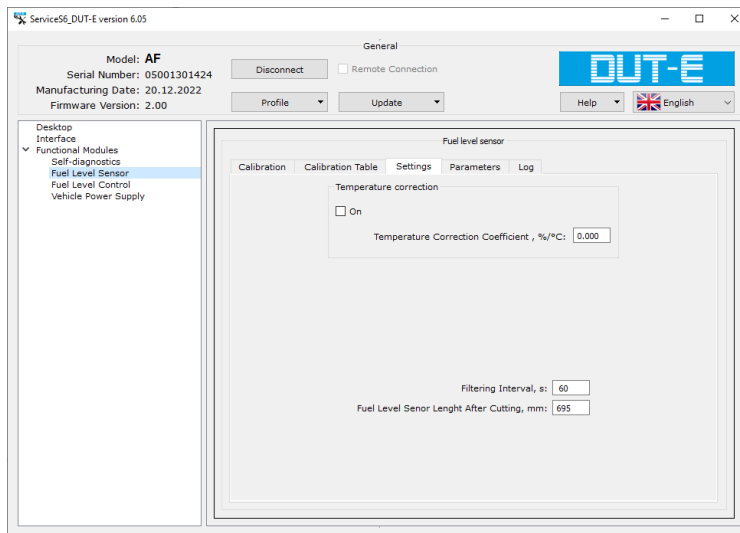 ServiceS6_DUT-E version 6.05
General
Model: AF
Serial Number: 05001301424
Manufacturing Date: 20.12.2022
Firmware Version: 2.00
Disconnect
Remote Connection
DUT-E
Profile
Update
Help
English
Desktop
Interface
Functional Modules
Self-diagnostics
Fuel Level Sensor
Fuel Level Control
Vehicle Power Supply
Fuel level sensor
Calibration
Calibration Table
Settings
Parameters
Log
Temperature correction
On
Temperature Correction Coefficient , %/°C: 0.000
Filtering Interval, s: 60
Fuel Level Senor Lenght After Cutting, mm: 695